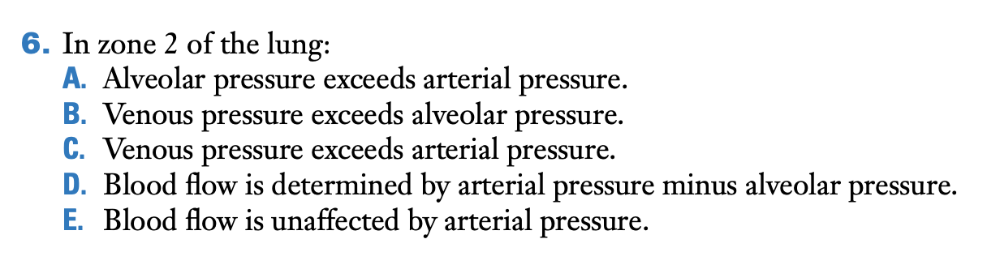 6. In zone 2 of the lung:
A. Alveolar pressure exceeds arterial pressure.
B. Venous pressure exceeds alveolar pressure.
C. Venous pressure exceeds arterial pressure.
D. Blood flow is determined by arterial pressure minus alveolar pressure.
E. Blood flow is unaffected by arterial pressure.